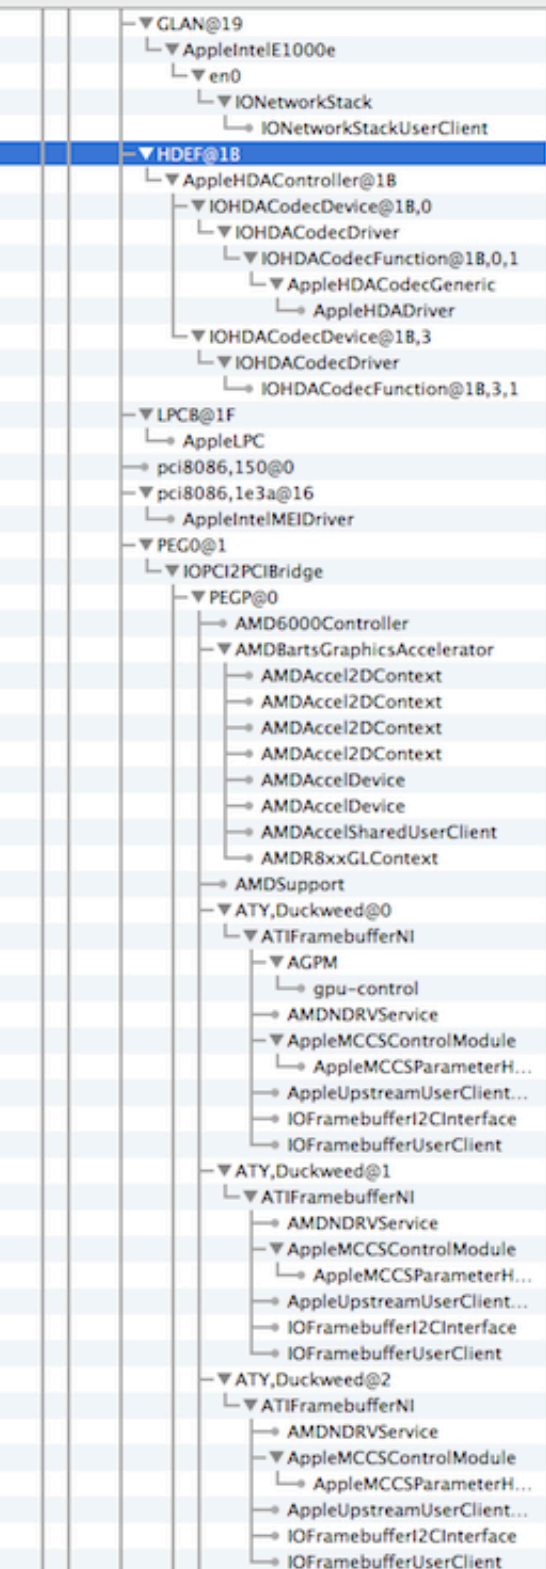 GLAN@19
AppleIntelE1000e
en0
IONetworkStack
IONetworkStackUserClient
HDEF@1B
AppleHDAController@1B
IOHDACodecDevice@1B,0
IOHDACodecDriver
IOHDACodecFunction@1B,0,1
AppleHDACodecGeneric
AppleHDADriver
IOHDACodecDevice@1B,3
IOHDACodecDriver
IOHDACodecFunction@1B,3,1
LPCB@1F
AppleLPC
pci8086,150@0
pci8086,1e3a@16
AppleIntelMEIDriver
PEG0@1
IOPCI2PCIBridge
PEGP@0
AMD6000Controller
AMDBartsGraphicsAccelerator
AMDAccel2DContext
AMDAccel2DContext
AMDAccel2DContext
AMDAccel2DContext
AMDAccelDevice
AMDAccelDevice
AMDAccelSharedUserClient
AMDR8xxGLContext
AMDSupport
ATY,Duckweed@0
ATIFramebufferNI
AGPM
gpu-control
AMDNDRVService
AppleMCCSControlModule
AppleMCCSParameterH...
AppleUpstreamUserClient...
IOFramebufferI2CInterface
IOFramebufferUserClient
ATY,Duckweed@1
ATIFramebufferNI
AMDNDRVService
AppleMCCSControlModule
AppleMCCSParameterH...
AppleUpstreamUserClient...
IOFramebufferI2CInterface
IOFramebufferUserClient
ATY,Duckweed@2
ATIFramebufferNI
AMDNDRVService
AppleMCCSControlModule
AppleMCCSParameterH...
AppleUpstreamUserClient...
IOFramebufferI2CInterface
IOFramebufferUserClient